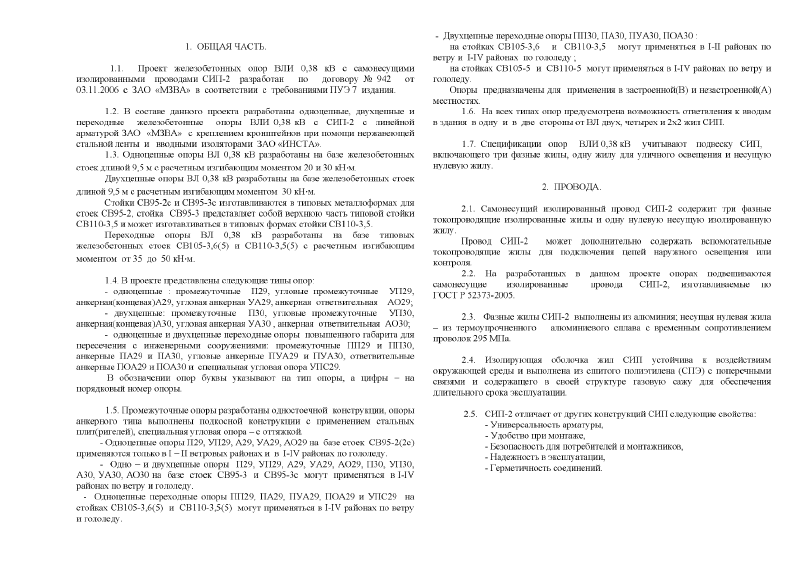 1. ОБЩАЯ ЧАСТЬ.
1.1. Проект железобетонных опор ВЛИ 0,38 кВ с самонесущими
изолированными проводами СИП-2 разработан по договору № 942 от
03.11.2006 с ЗАО «МЗВА» в соответствии с требованиями ПУЭ 7 издания.
1.2. В составе данного проекта разработаны одноцепные, двухцепные и
переходные железобетонные опоры ВЛИ 0,38 кВ с СИП-2 с линейной
арматурой ЗАО «МЗВА» с креплением кронштейнов при помощи нержавеющей
стальной ленты и вводными изоляторами ЗАО «ИНСТА».
1.3. Одноцепные опоры ВЛ 0,38 кВ разработаны на базе железобетонных
стоек длиной 9,5 м с расчетным изгибающим моментом 20 и 30 кН·м.
Двухцепные опоры ВЛ 0,38 кВ разработаны на базе железобетонных стоек
длиной 9,5 м с расчетным изгибающим моментом 30 кН·м.
Стойки СВ95-2с и СВ95-3с изготавливаются в типовых металлоформах для
стоек СВ95-2, стойка СВ95-3 представляет собой верхнюю часть типовой стойки
СВ110-3,5 и может изготавливаться в типовых формах стойки СВ110-3,5.
Переходные опоры ВЛ 0,38 кВ разработаны на базе типовых
железобетонных стоек СВ105-3,6(5) и СВ110-3,5(5) с расчетным изгибающим
моментом от 35 до 50 кН·м.
1.4. В проекте представлены следующие типы опор:
- одноцепные : промежуточные П29, угловые промежуточные УП29,
анкерная(концевая)А29, угловая анкерная УА29, анкерная ответвительная АО29;
- двухцепные: промежуточные П30, угловые промежуточные УП30,
анкерная(концевая)А30, угловая анкерная УА30 , анкерная ответвительная АО30;
- одноцепные и двухцепные переходные опоры повышенного габарита для
пересечения с инженерными сооружениями: промежуточные ПП29 и ПП30,
анкерные ПА29 и ПА30, угловые анкерные ПУА29 и ПУА30, ответвительные
анкерные ПОА29 и ПОА30 и специальная угловая опора УПС29.
В обозначении опор буквы указывают на тип опоры, а цифры – на
порядковый номер опоры.
1.5. Промежуточные опоры разработаны одностоечной конструкции, опоры
анкерного типа выполнены подкосной конструкции с применением стальных
плит(ригелей), специальная угловая опора – с оттяжкой.
- Одноцепные опоры П29, УП29, А29, УА29, АО29 на базе стоек СВ95-2(2с)
применяются только в I – II ветровых районах и в I-IV районах по гололеду.
- Одно – и двухцепные опоры П29, УП29, А29, УА29, АО29, П30, УП30,
А30, УА30, АО30 на базе стоек СВ95-3 и СВ95-3с могут применяться в I-IV
районах по ветру и гололеду.
- Одноцепные переходные опоры ПП29, ПА29, ПУА29, ПОА29 и УПС29 на
стойках СВ105-3,6(5) и СВ110-3,5(5) могут применяться в I-IV районах по ветру
и гололеду.
- Двухцепные переходные опоры ПП30, ПА30, ПУА30, ПОА30 :
на стойках СВ105-3,6 и СВ110-3,5 могут применяться в I-II районах по
ветру и I-IV районах по гололеду ;
на стойках СВ105-5 и СВ110-5 могут применяться в I-IV районах по ветру и
гололеду.
Опоры предназначены для применения в застроенной(В) и незастроенной(А)
местностях.
1.6. На всех типах опор предусмотрена возможность ответвления к вводам
в здания в одну и в две стороны от ВЛ двух, четырех и 2х2 жил СИП.
1.7. Спецификации опор ВЛИ 0,38 кВ учитывают подвеску СИП,
включающего три фазные жилы, одну жилу для уличного освещения и несущую
нулевую жилу.
2. ПРОВОДА.
2.1. Самонесущий изолированный провод СИП-2 содержит три фазные
токопроводящие изолированные жилы и одну нулевую несущую изолированную
жилу.
Провод СИП-2 может дополнительно содержать вспомогательные
токопроводящие жилы для подключения цепей наружного освещения или
контроля.
2.2. На разработанных в данном проекте опорах подвешиваются
самонесущие изолированные провода СИП-2, изготавливаемые по
ГОСТ Р 52373-2005.
2.3. Фазные жилы СИП-2 выполнены из алюминия; несущая нулевая жила
– из термоупрочненного алюминиевого сплава с временным сопротивлением
проволок 295 МПа.
2.4. Изолирующая оболочка жил СИП устойчива к воздействиям
окружающей среды и выполнена из сшитого полиэтилена (СПЭ) с поперечными
связями и содержащего в своей структуре газовую сажу для обеспечения
длительного срока эксплуатации.
2.5. СИП-2 отличает от других конструкций СИП следующие свойства:
- Универсальность арматуры,
- Удобство при монтаже,
- Безопасность для потребителей и монтажников,
- Надежность в эксплуатации,
- Герметичность соединений.